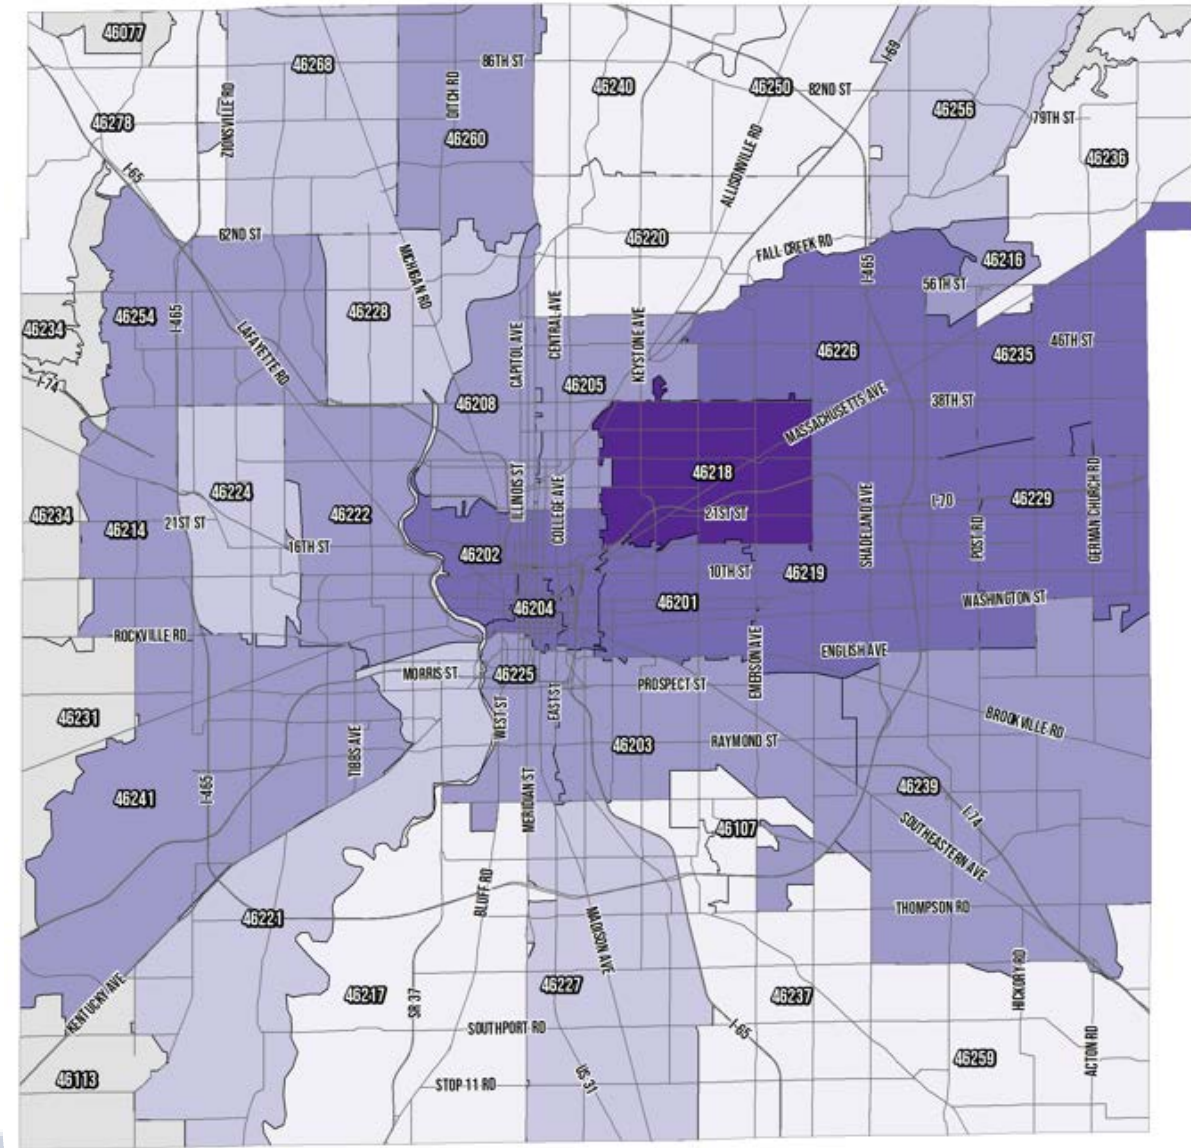 46077
46268
86TH ST
DITCH RD
46240
46250
82ND ST
I-69
ZIONSVILLE RD
46278
46260
46256
79TH ST
46236
I-65
ALLISONVILLE RD
62ND ST
MICHIGAN RD
46220
FALL CREEK RD
I-465
46216
56TH ST
46234
46254
I-465
46228
LAFAYETTE RD
CAPITOL AVE
CENTRAL AVE
KEYSTONE AVE
46226
46235
46TH ST
I-74
46208
46205
38TH ST
MASSACHUSETTS AVE
46234
46214
21ST ST
46224
46222
16TH ST
ILLINOIS ST
COLLEGE AVE
46218
21ST ST
SHADELAND AVE
I-70
POST RD
46229
GERMAN CHURCH RD
46202
10TH ST
46219
46204
46201
WASHINGTON ST
ROCKVILLE RD
MORRIS ST
46225
PROSPECT ST
EMERSON AVE
ENGLISH AVE
46231
TIBBS AVE
WEST ST
EAST ST
46203
RAYMOND ST
BROOKVILLE RD
46241
I-465
MERIDIAN ST
46107
46239
I-74
SOUTHEASTERN AVE
BLUFF RD
46221
MADISON AVE
THOMPSON RD
KENTUCKY AVE
46217
SR 37
46227
46237
HICKORY RD
SOUTHPORT RD
I-65
46113
STOP 11 RD
US 31
46259
ACTON RD